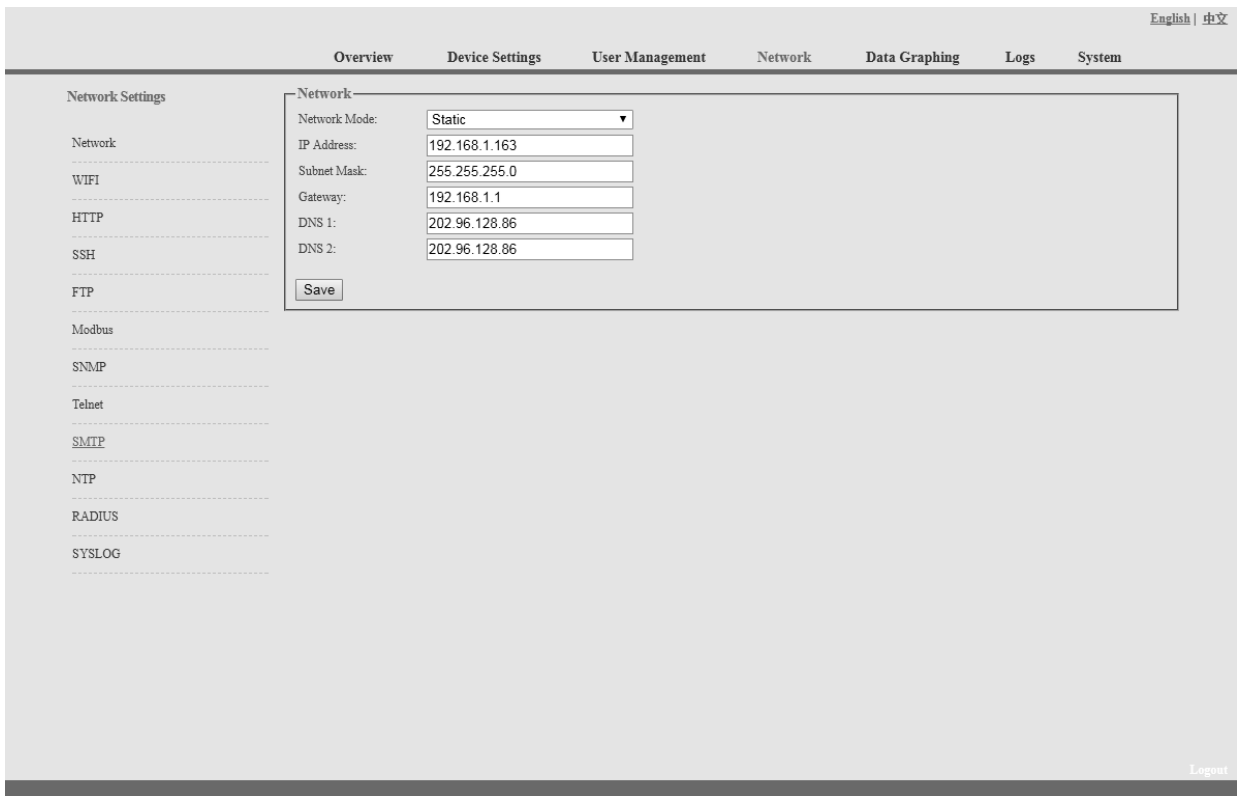 English | 中文
Overview Device Settings User Management Network Data Graphing Logs System
Network Settings
Network
WIFI
HTTP
SSH
FTP
Modbus
SNMP
Telnet
SMTP
NTP
RADIUS
SYSLOG
Network
Network Mode: Static
IP Address: 192.168.1.163
Subnet Mask: 255.255.255.0
Gateway: 192.168.1.1
DNS 1: 202.96.128.86
DNS 2: 202.96.128.86
Save
Logout